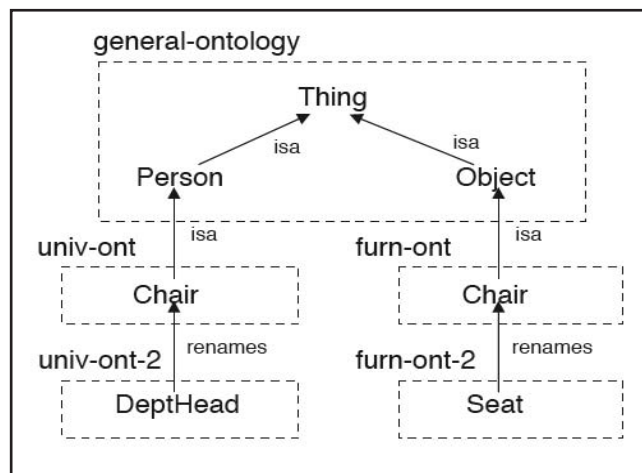 general-ontology
Thing
isa
isa
Person
Object
isa
isa
univ-ont
furn-ont
Chair
Chair
renames
renames
univ-ont-2
furn-ont-2
DeptHead
Seat